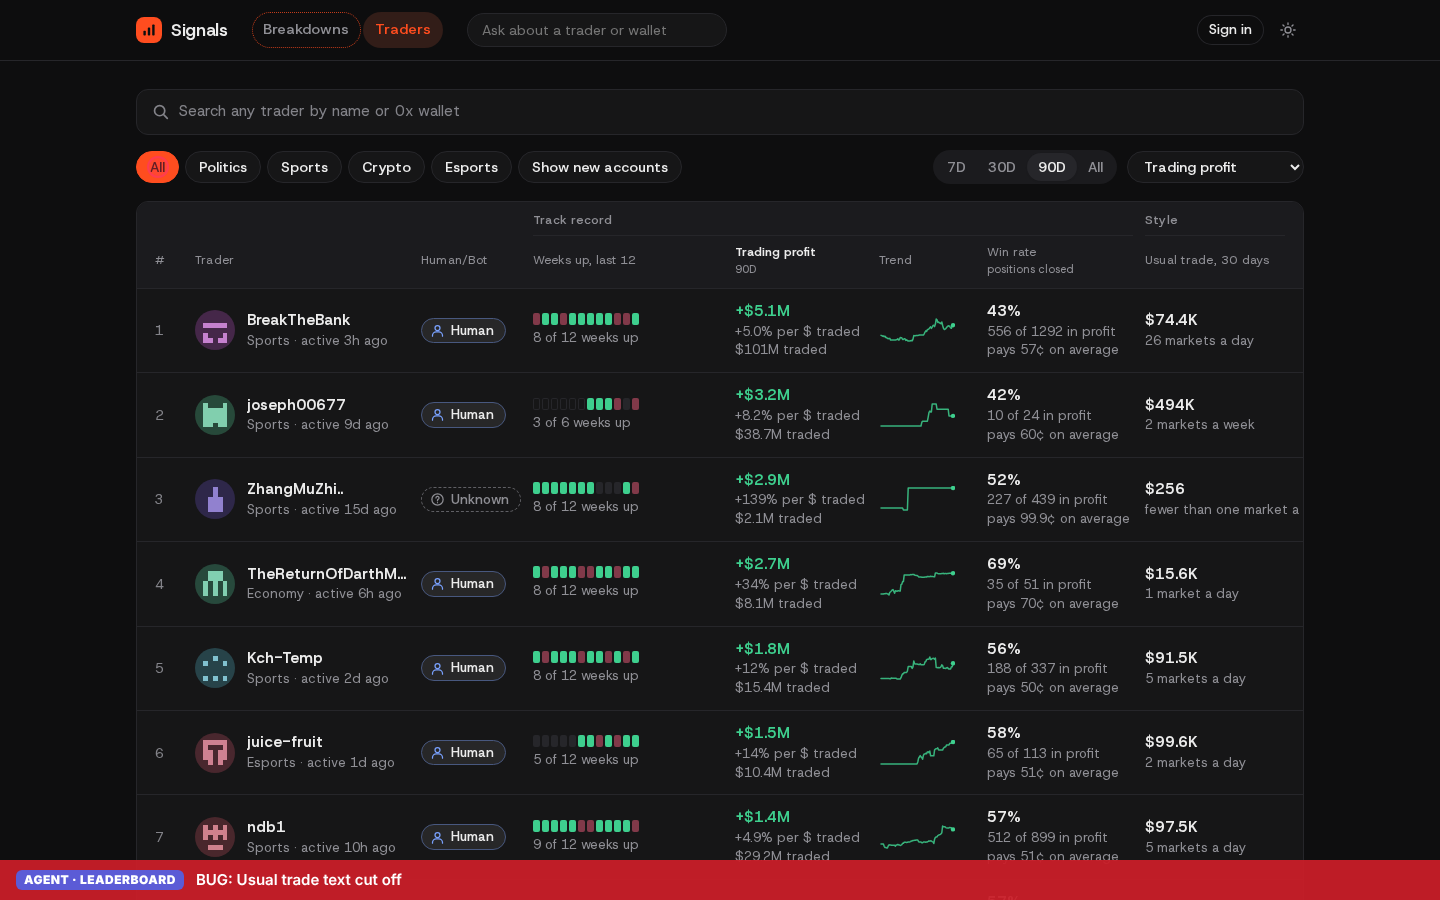 Signals Breakdowns Traders Ask about a trader or wallet Sign in
Search any trader by name or 0x wallet
All Politics Sports Crypto Esports Show new accounts 7D 30D 90D All Trading profit
Track record Style
# Trader Human/Bot Weeks up, last 12 Trading profit 90D Trend Win rate positions closed Usual trade, 30 days
1 BreakTheBank Human +$5.1M 43% $74.4K
Sports · active 3h ago 8 of 12 weeks up +5.0% per $ traded 556 of 1292 in profit 26 markets a day
$101M traded pays 57¢ on average
2 joseph00677 Human +$3.2M 42% $494K
Sports · active 9d ago 3 of 6 weeks up +8.2% per $ traded 10 of 24 in profit 2 markets a week
$38.7M traded pays 60¢ on average
3 ZhangMuZhi.. Unknown +$2.9M 52% $256
Sports · active 15d ago 8 of 12 weeks up +139% per $ traded 227 of 439 in profit fewer than one market a
$2.1M traded pays 99.9¢ on average
4 TheReturnOfDarthM... Human +$2.7M 69% $15.6K
Economy · active 6h ago 8 of 12 weeks up +34% per $ traded 35 of 51 in profit 1 market a day
$8.1M traded pays 70¢ on average
5 Kch-Temp Human +$1.8M 56% $91.5K
Sports · active 2d ago 8 of 12 weeks up +12% per $ traded 188 of 337 in profit 5 markets a day
$15.4M traded pays 50¢ on average
6 juice-fruit Human +$1.5M 58% $99.6K
Esports · active 1d ago 5 of 12 weeks up +14% per $ traded 65 of 113 in profit 2 markets a day
$10.4M traded pays 51¢ on average
7 ndb1 Human +$1.4M 57% $97.5K
Sports · active 10h ago 9 of 12 weeks up +4.9% per $ traded 512 of 899 in profit 5 markets a day
$29.2M traded pays 51¢ on average
AGENT · LEADERBOARD BUG: Usual trade text cut off